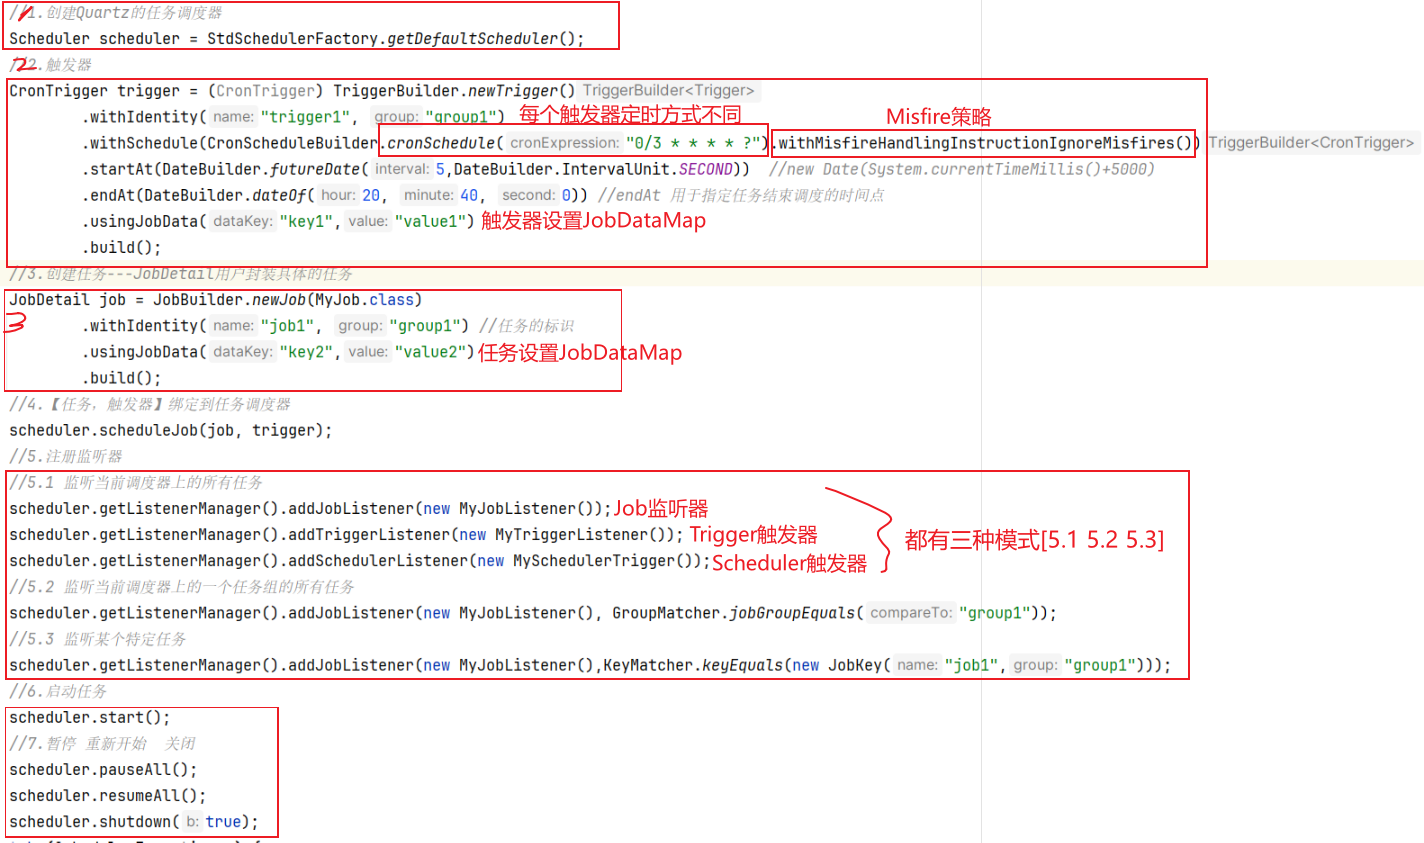 //1.创建Quartz的任务调度器
Scheduler scheduler = StdSchedulerFactory.getDefaultScheduler();
//2.触发器
CronTrigger trigger = (CronTrigger) TriggerBuilder.newTrigger() TriggerBuilder<Trigger>
.withIdentity( name: "trigger1", group: "group1") 每个触发器定时方式不同 Misfire策略
.withSchedule(CronScheduleBuilder.cronSchedule( cronExpression: "0/3 * * * * ?").withMisfireHandlingInstructionIgnoreMisfires()) TriggerBuilder<CronTrigger>
.startAt(DateBuilder.futureDate( interval: 5,DateBuilder.IntervalUnit.SECOND)) //new Date(System.currentTimeMillis()+5000)
.endAt(DateBuilder.dateOf( hour: 20, minute: 40, second: 0)) //endAt 用于指定任务结束调度的时间点
.usingJobData( dataKey: "key1", value: "value1") 触发器设置JobDataMap
.build();
//3.创建任务---JobDetail用户封装具体的任务
JobDetail job = JobBuilder.newJob(MyJob.class)
3 .withIdentity( name: "job1", group: "group1") //任务的标识
.usingJobData( dataKey: "key2", value: "value2") 任务设置JobDataMap
.build();
//4.【任务，触发器】绑定到任务调度器
scheduler.scheduleJob(job, trigger);
//5.注册监听器
//5.1 监听当前调度器上的所有任务
scheduler.getListenerManager().addJobListener(new MyJobListener()); Job监听器
scheduler.getListenerManager().addTriggerListener(new MyTriggerListener()); Trigger触发器 都有三种模式[5.1 5.2 5.3]
scheduler.getListenerManager().addSchedulerListener(new MySchedulerTrigger()); Scheduler触发器
//5.2 监听当前调度器上的一个任务组的所有任务
scheduler.getListenerManager().addJobListener(new MyJobListener(), GroupMatcher.jobGroupEquals( compareTo: "group1"));
//5.3 监听某个特定任务
scheduler.getListenerManager().addJobListener(new MyJobListener(),KeyMatcher.keyEquals(new JobKey( name: "job1", group: "group1")));
//6.启动任务
scheduler.start();
//7.暂停 重新开始 关闭
scheduler.pauseAll();
scheduler.resumeAll();
scheduler.shutdown( b: true);